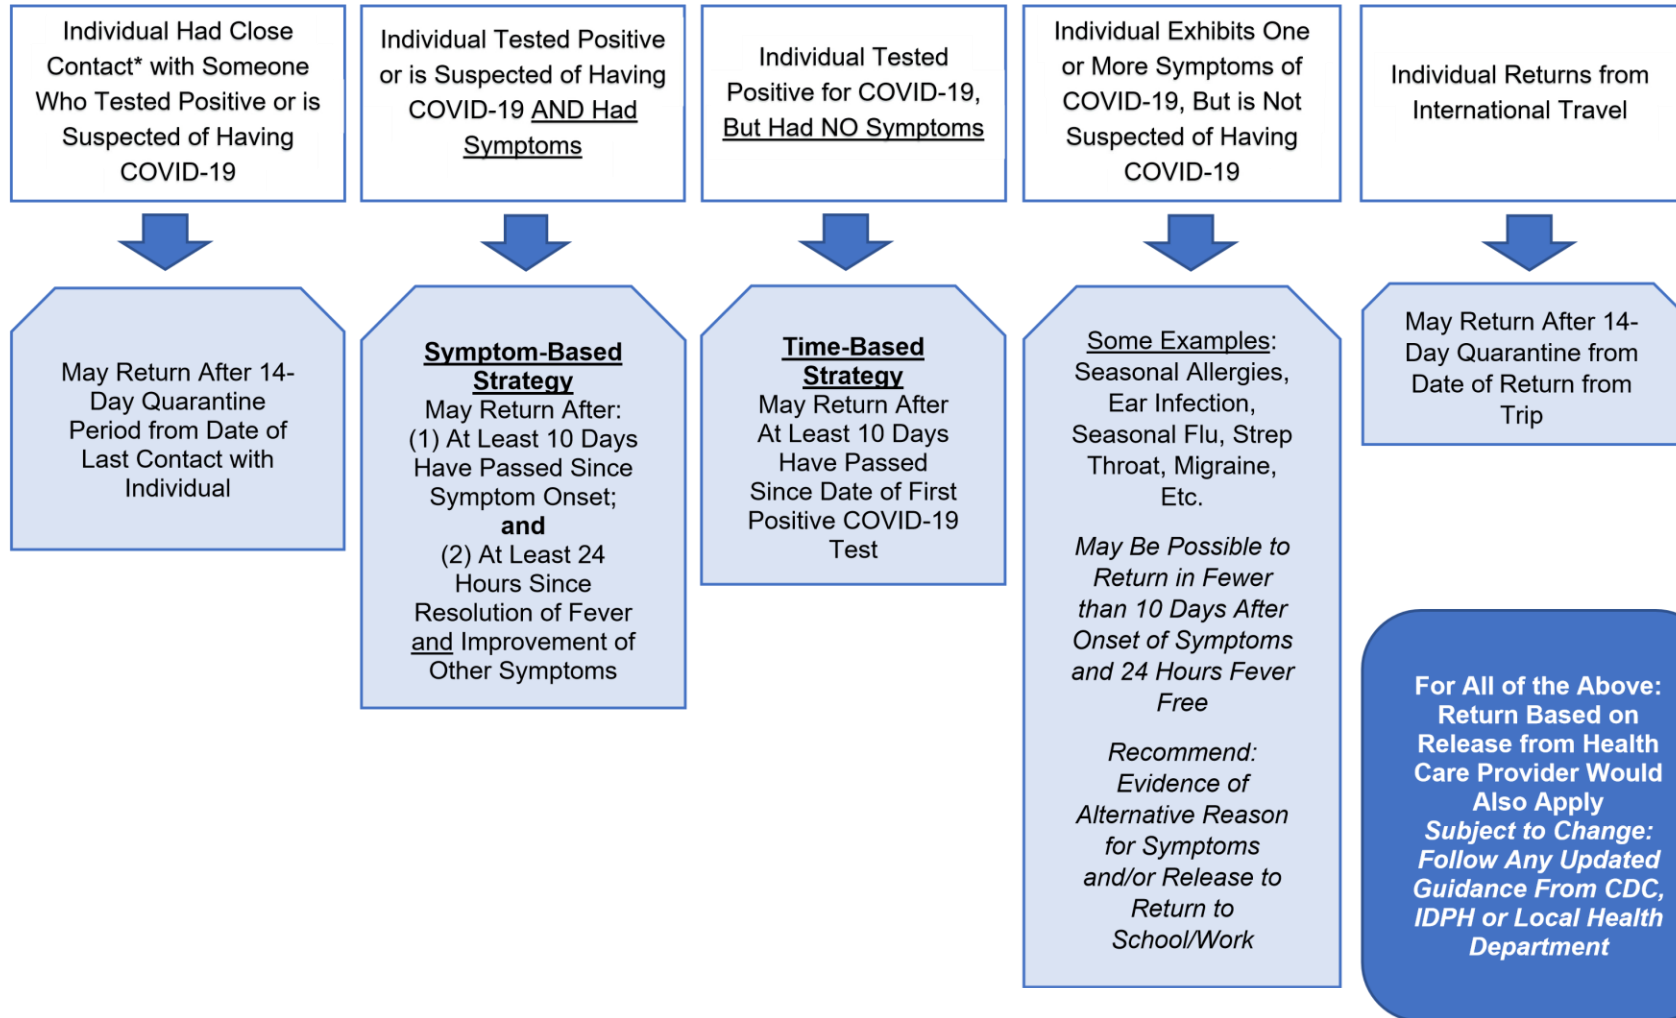 Individual Had Close
Contact* with Someone
Who Tested Positive or is
Suspected of Having
COVID-19
Individual Tested Positive
or is Suspected of Having
COVID-19 AND Had
Symptoms
Individual Tested
Positive for COVID-19,
But Had NO Symptoms
Individual Exhibits One
or More Symptoms of
COVID-19, But is Not
Suspected of Having
COVID-19
Individual Returns from
International Travel
May Return After 14-
Day Quarantine
Period from Date of
Last Contact with
Individual
Symptom-Based
Strategy
May Return After:
(1) At Least 10 Days
Have Passed Since
Symptom Onset;
and
(2) At Least 24
Hours Since
Resolution of Fever
and Improvement of
Other Symptoms
Time-Based
Strategy
May Return After
At Least 10 Days
Have Passed
Since Date of First
Positive COVID-19
Test
Some Examples:
Seasonal Allergies,
Ear Infection,
Seasonal Flu, Strep
Throat, Migraine,
Etc.
May Be Possible to
Return in Fewer
than 10 Days After
Onset of Symptoms
and 24 Hours Fever
Free
Recommend:
Evidence of
Alternative Reason
for Symptoms
and/or Release to
Return to
School/Work
May Return After 14-
Day Quarantine from
Date of Return from
Trip
For All of the Above:
Return Based on
Release from Health
Care Provider Would
Also Apply
Subject to Change:
Follow Any Updated
Guidance From CDC,
IDPH or Local Health
Department